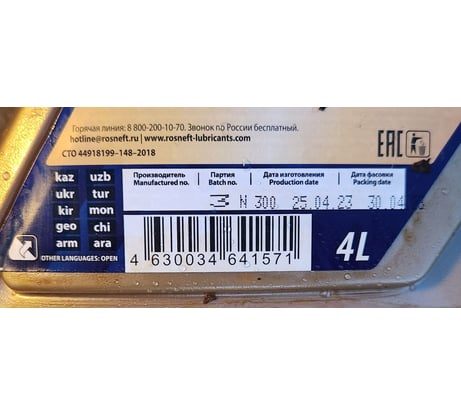 Горячая линия: 8 800-200-10-70. Звонок по России бесплатный.
hotline@rosneft.ru | www.rosneft-lubricants.com
СТО 44918199–148–2018
EAC
kaz uzb
ukr tur
kir mon
geo chi
arm ara
OTHER LANGUAGES: OPEN
Производитель Партия Дата изготовления Дата фасовки
Manufactured no. Batch no. Production date Packing date
3 N 300 25.04.23 30.04
4 630034 641571
4L